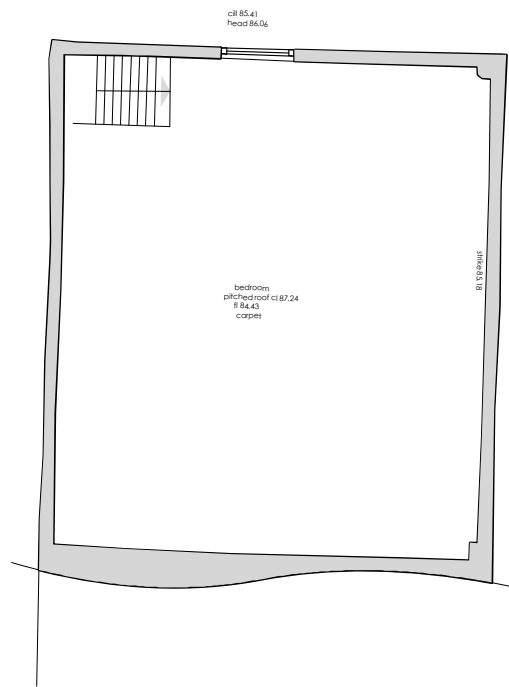 cill 85.41
head 86.06
strike 85.18
bedroom
pitched roof cl 87.24
fl 84.43
carpet